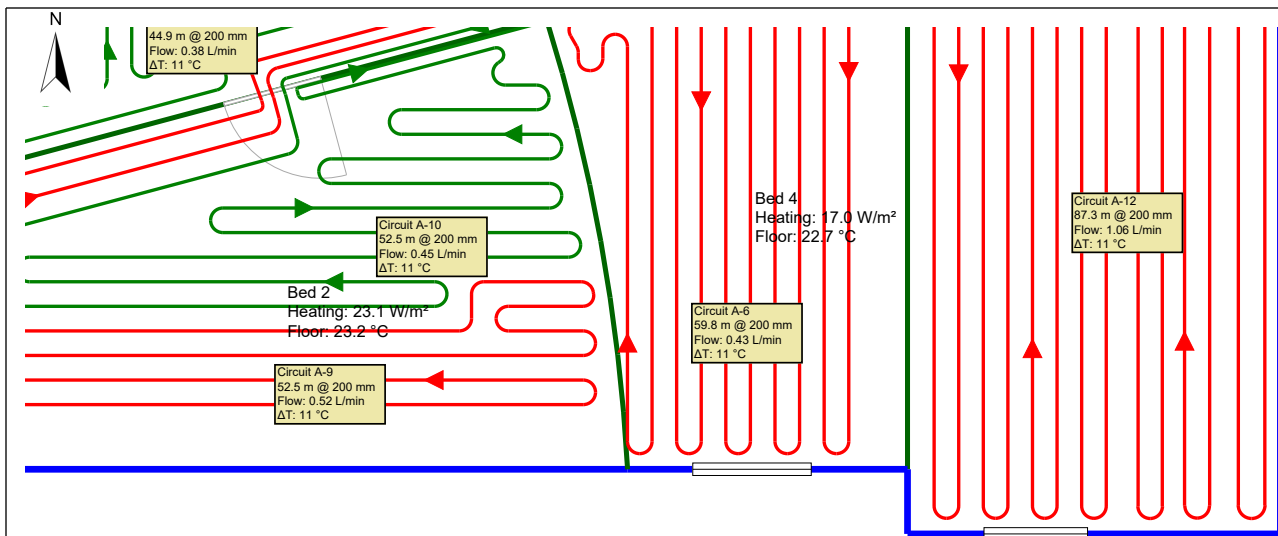 N
44.9 m @ 200 mm
Flow: 0.38 L/min
ΔT: 11 °C
Bed 4
Heating: 17.0 W/m²
Floor: 22.7 °C
Circuit A-12
87.3 m @ 200 mm
Flow: 1.06 L/min
ΔT: 11 °C
Circuit A-10
52.5 m @ 200 mm
Flow: 0.45 L/min
ΔT: 11 °C
Bed 2
Heating: 23.1 W/m²
Floor: 23.2 °C
Circuit A-6
59.8 m @ 200 mm
Flow: 0.43 L/min
ΔT: 11 °C
Circuit A-9
52.5 m @ 200 mm
Flow: 0.52 L/min
ΔT: 11 °C